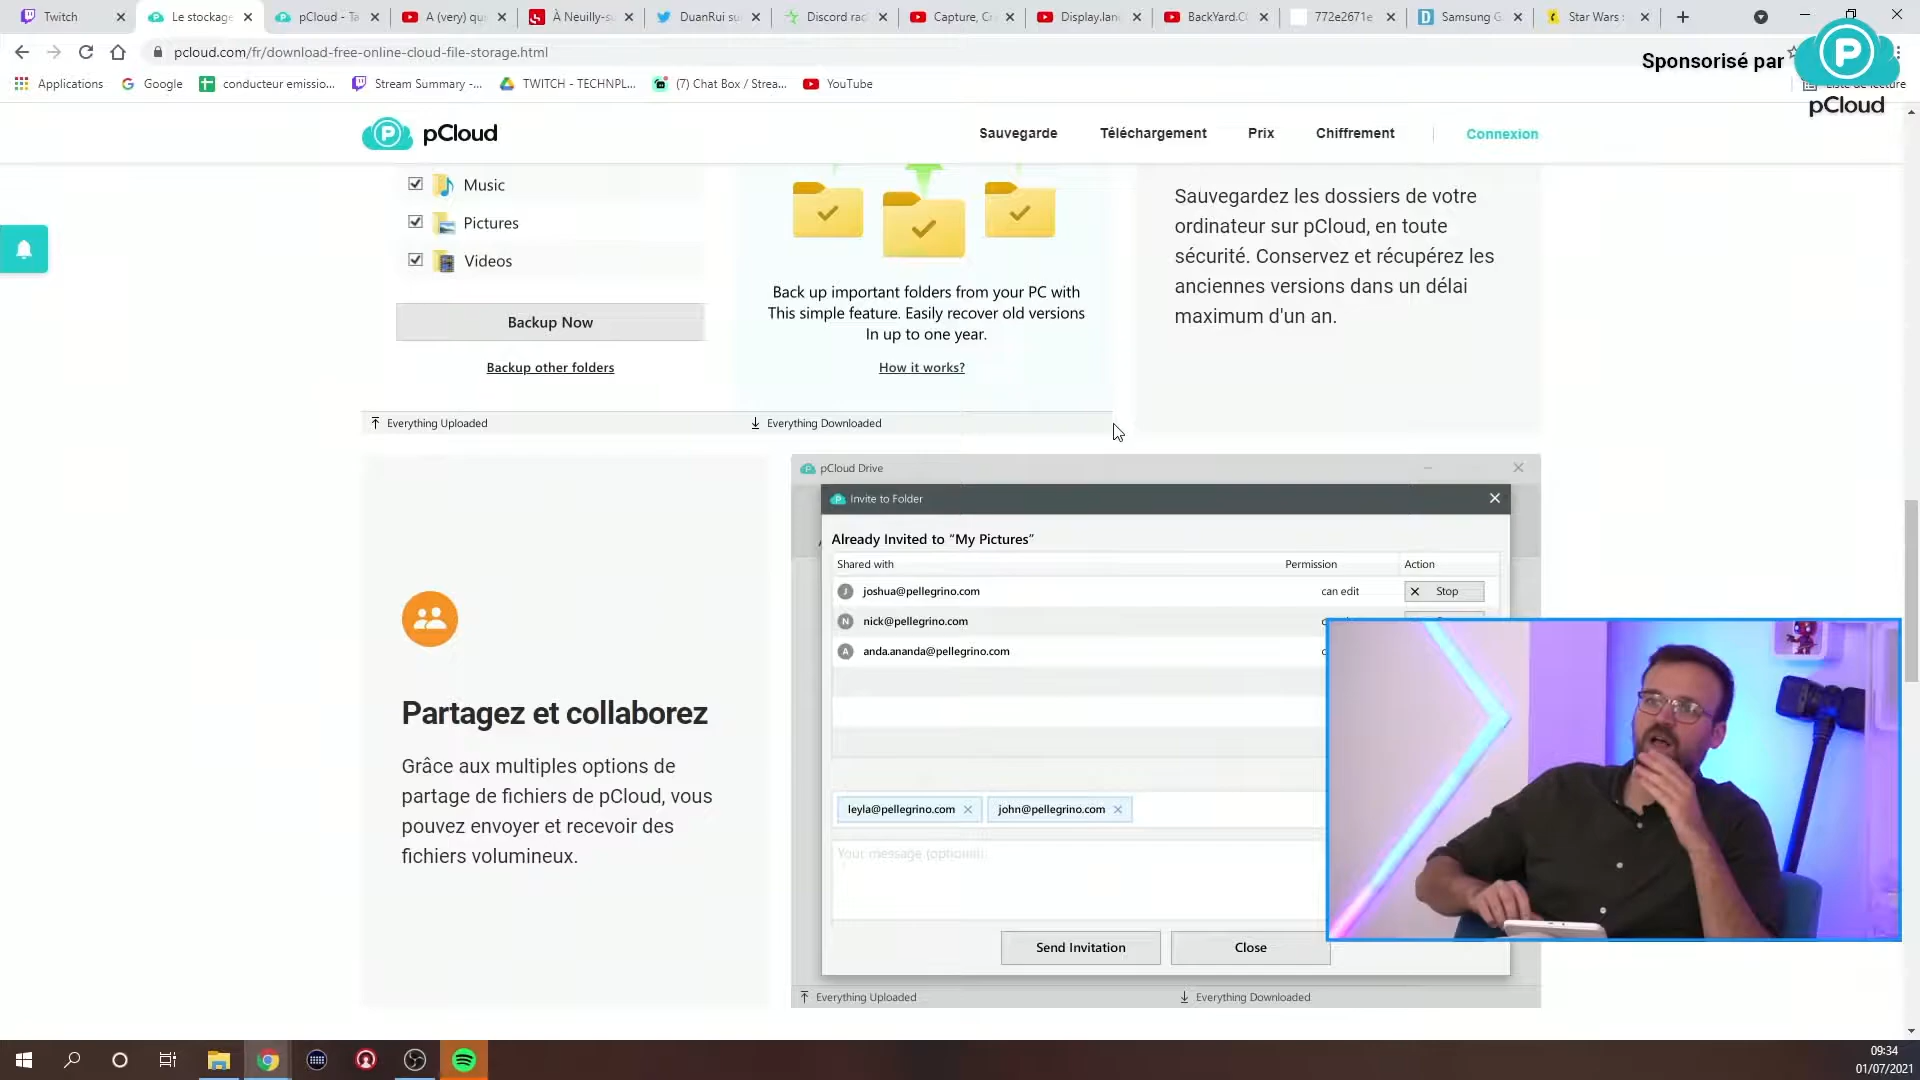 Twitch
Le stockage
pCloud - Ta
A (very) qu
À Neuilly-s
DuanRui su
Discord rac
Capture, Cr
Display.lan
BackYard.C
772e2671e
Samsung G
Star Wars :
pcloud.com/fr/download-free-online-cloud-file-storage.html
Sponsorisé par
pCloud
Applications
Google
conducteur emissio...
Stream Summary -...
TWITCH - TECHNPL...
(7) Chat Box / Strea...
YouTube
Liste de lecture
pCloud
Sauvegarde
Téléchargement
Prix
Chiffrement
Connexion
Music
Pictures
Videos
Backup Now
Backup other folders
Back up important folders from your PC with
This simple feature. Easily recover old versions
In up to one year.
How it works?
Everything Uploaded
Everything Downloaded
Sauvegardez les dossiers de votre
ordinateur sur pCloud, en toute
sécurité. Conservez et récupérez les
anciennes versions dans un délai
maximum d'un an.
Partagez et collaborez
Grâce aux multiples options de
partage de fichiers de pCloud, vous
pouvez envoyer et recevoir des
fichiers volumineux.
pCloud Drive
Invite to Folder
Already Invited to “My Pictures”
Shared with
Permission
Action
J joshua@pellegrino.com
can edit
Stop
N nick@pellegrino.com
A anda.ananda@pellegrino.com
leyla@pellegrino.com
john@pellegrino.com
Your message (optional)
Send Invitation
Close
Everything Uploaded
Everything Downloaded
09:34
01/07/2021